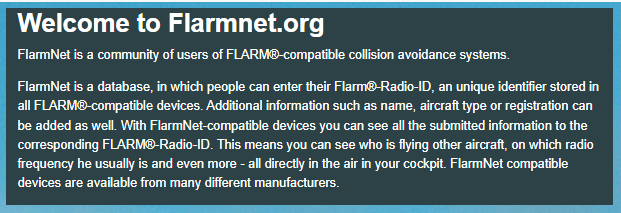 Welcome to Flarmnet.org
FlarmNet is a community of users of FLARM®-compatible collision avoidance systems.
FlarmNet is a database, in which people can enter their Flarm®-Radio-ID, an unique identifier stored in
all FLARM®-compatible devices. Additional information such as name, aircraft type or registration can
be added as well. With FlarmNet-compatible devices you can see all the submitted information to the
corresponding FLARM®-Radio-ID. This means you can see who is flying other aircraft, on which radio
frequency he usually is and even more - all directly in the air in your cockpit. FlarmNet compatible
devices are available from many different manufacturers.